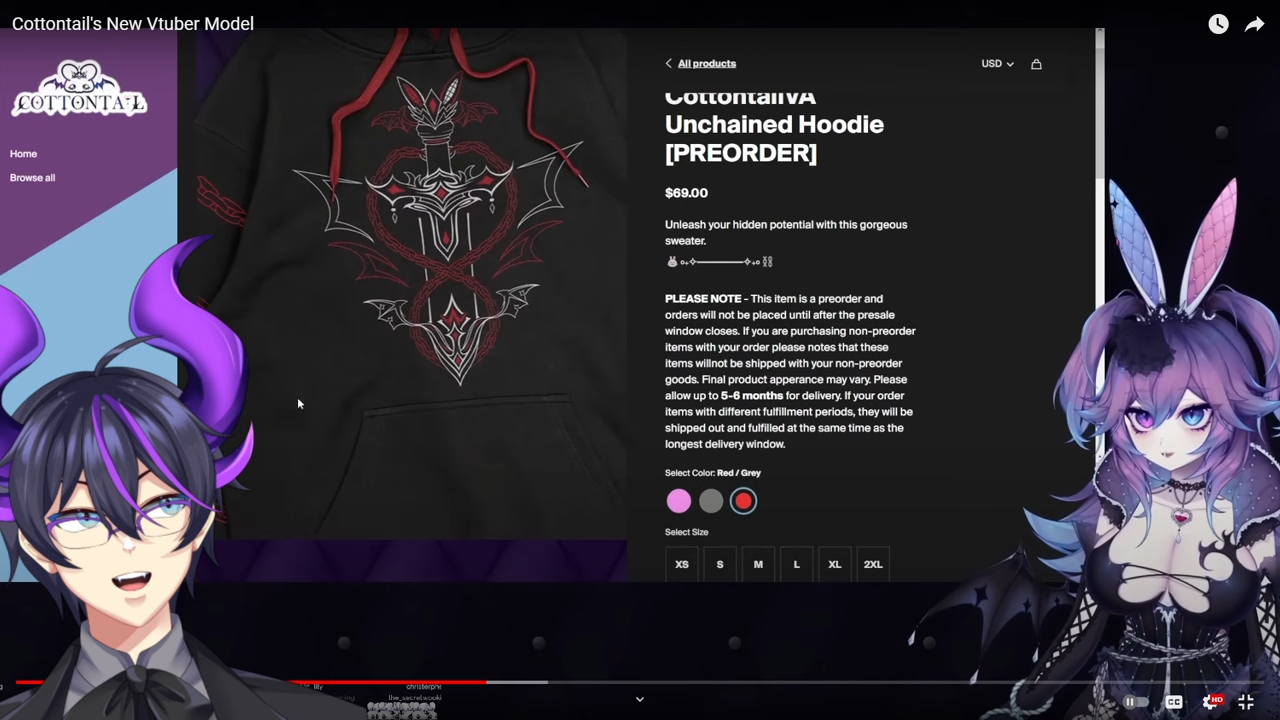 Cottontail's New Vtuber Model
COTTONTAIL
Home
Browse all
All products
USD
CottontailVA
Unchained Hoodie
[PREORDER]
$69.00
Unleash your hidden potential with this gorgeous
sweater.
PLEASE NOTE - This item is a preorder and
orders will not be placed until after the presale
window closes. If you are purchasing non-preorder
items with your order please notes that these
items willnot be shipped with your non-preorder
goods. Final product apperance may vary. Please
allow up to 5-6 months for delivery. If your order
items with different fulfillment periods, they will be
shipped out and fulfilled at the same time as the
longest delivery window.
Select Color: Red / Grey
Select Size
XS S M L XL 2XL
CC
HD